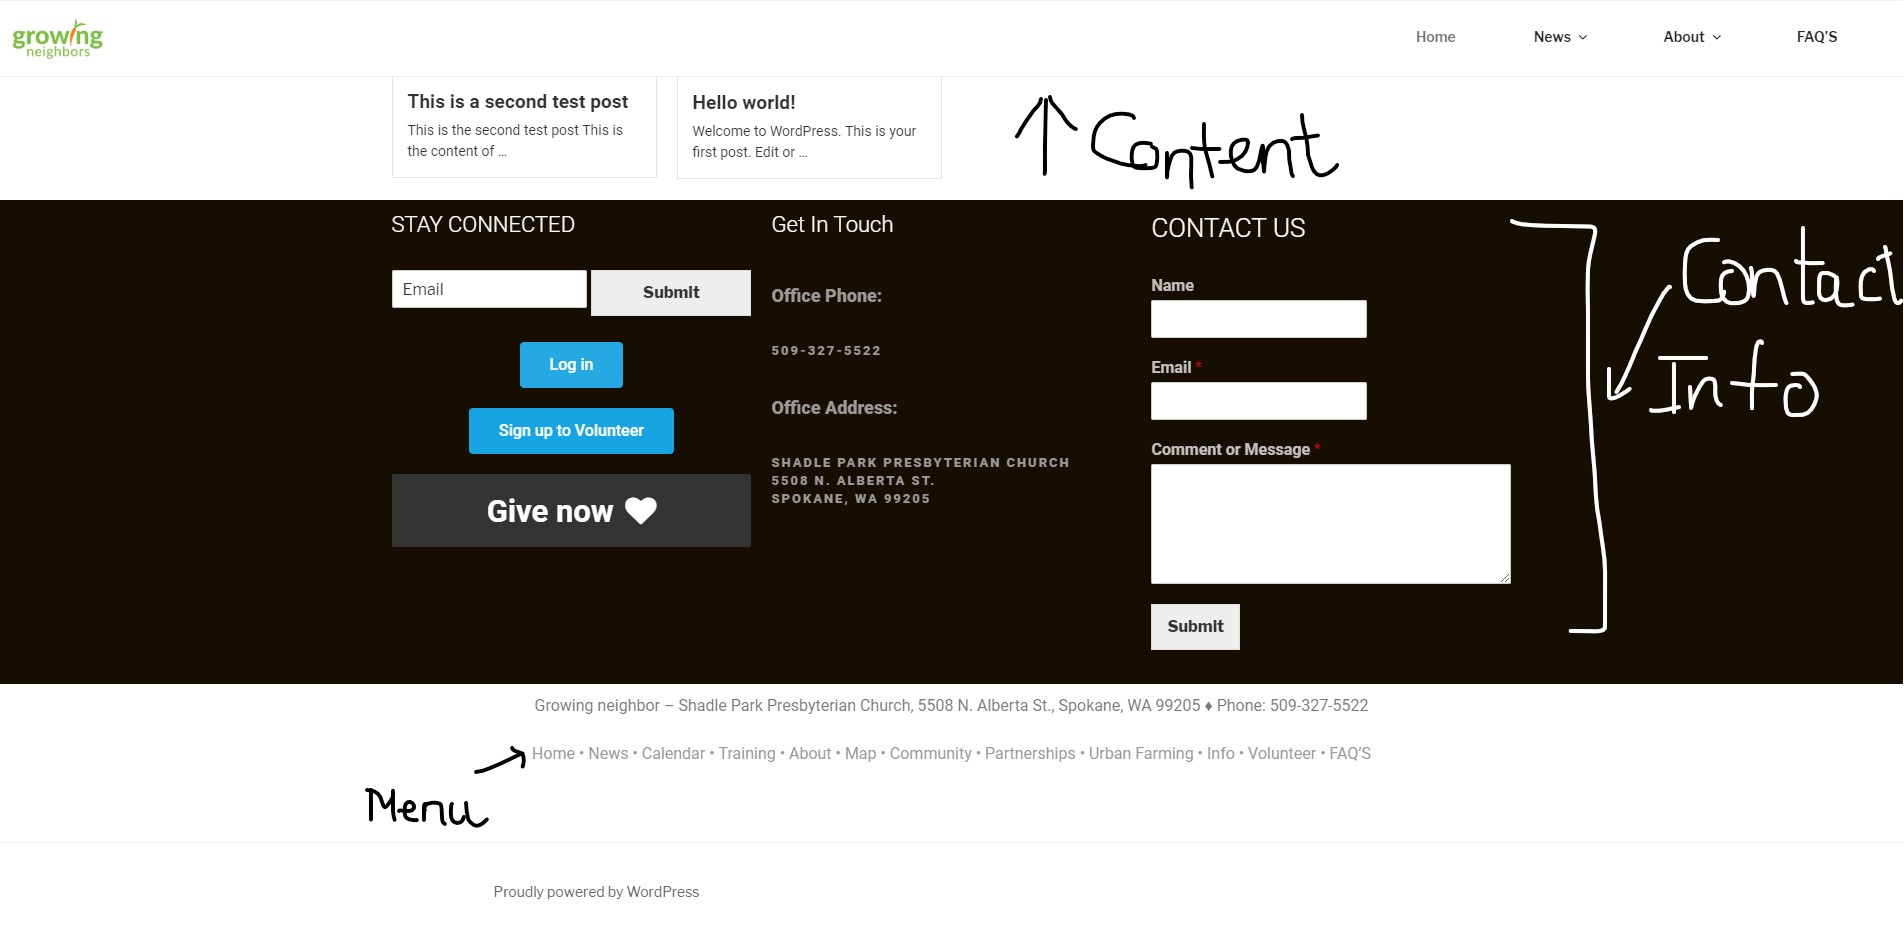 growing
neighbors
Home News About FAQ'S
This is a second test post
This is the second test post This is
the content of ...
Hello world!
Welcome to WordPress. This is your
first post. Edit or ...
Content
STAY CONNECTED
Email
Submit
Log in
Sign up to Volunteer
Give now
Get In Touch
Office Phone:
509-327-5522
Office Address:
SHADLE PARK PRESBYTERIAN CHURCH
5508 N. ALBERTA ST.
SPOKANE, WA 99205
CONTACT US
Name
Email *
Comment or Message *
Submit
Contact
Info
Growing neighbor – Shadle Park Presbyterian Church, 5508 N. Alberta St., Spokane, WA 99205 ♦ Phone: 509-327-5522
Home • News • Calendar • Training • About • Map • Community • Partnerships • Urban Farming • Info • Volunteer • FAQ'S
Menu
Proudly powered by WordPress